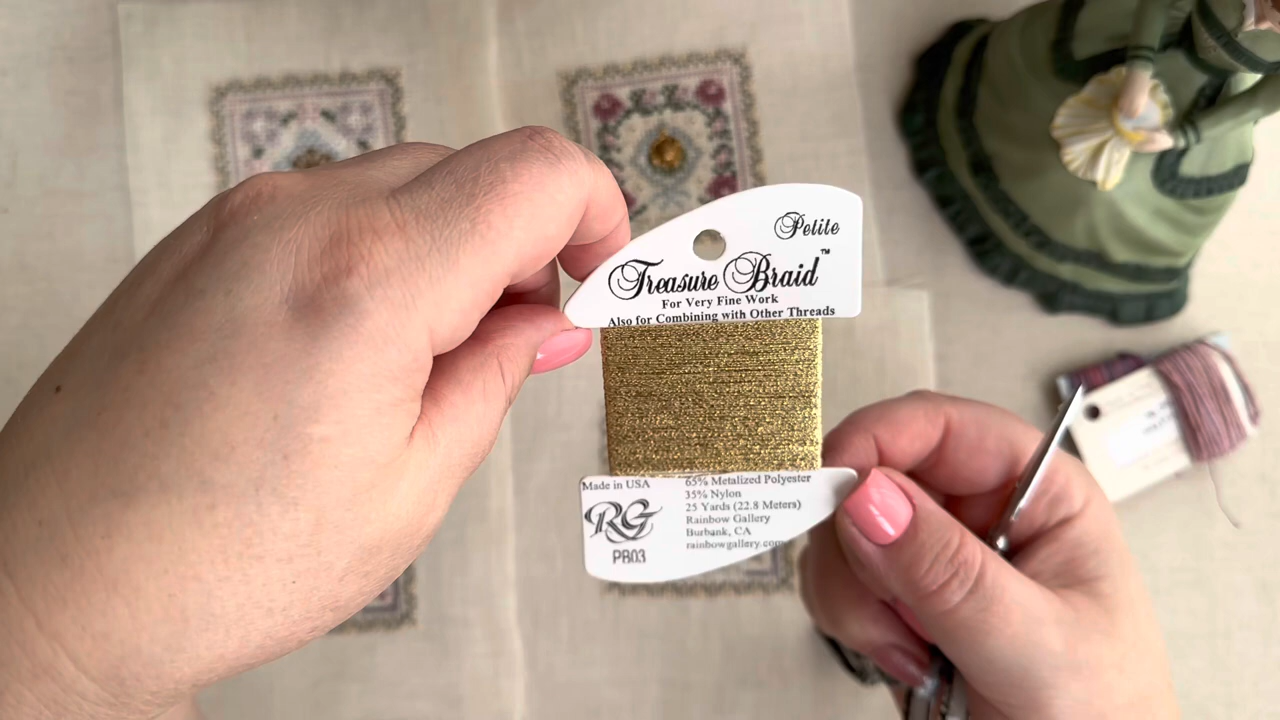 Petite
Treasure Braid™
For Very Fine Work
Also for Combining with Other Threads
Made in USA
RG
PB03
65% Metalized Polyester
35% Nylon
25 Yards (22.8 Meters)
Rainbow Gallery
Burbank, CA
rainbowgallery.com